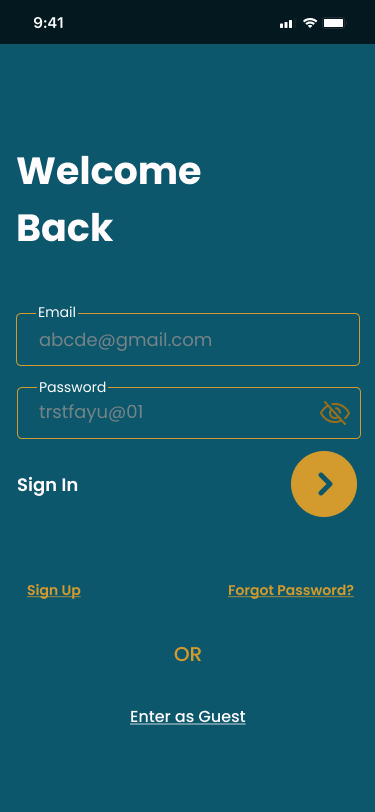 9:41
Welcome
Back
Email
abcde@gmail.com
Password
trstfayu@01
Sign In
Sign Up
Forgot Password?
OR
Enter as Guest